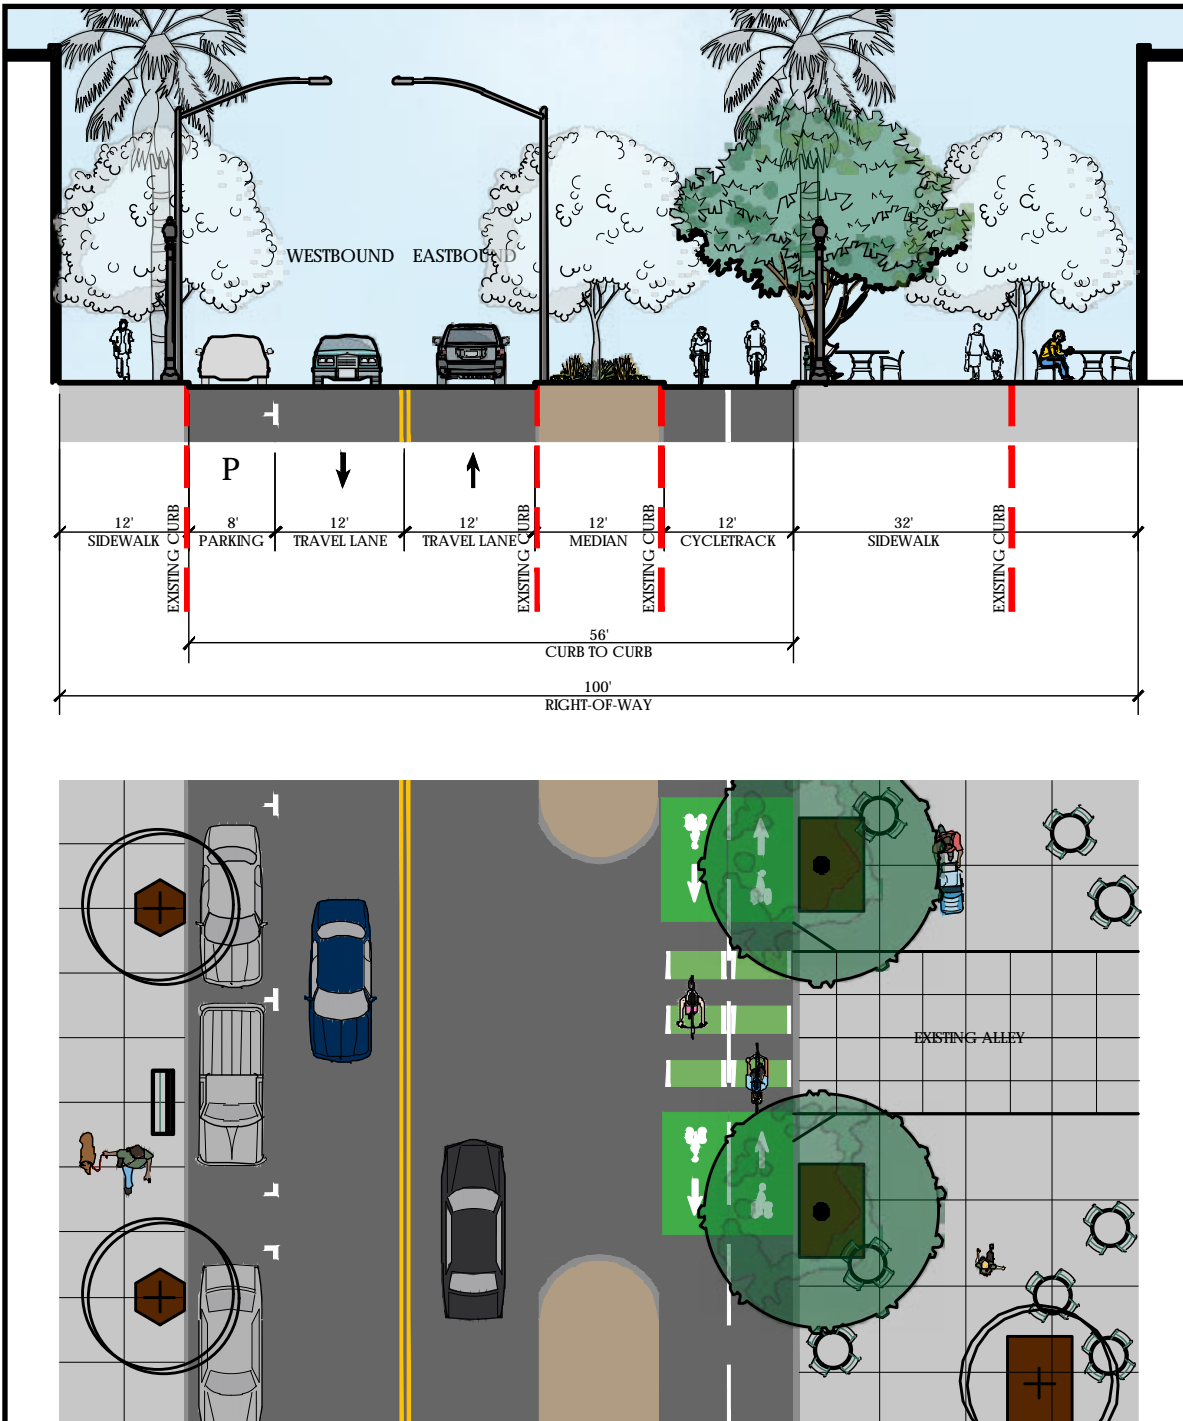 WESTBOUND EASTBOUND
P
12' 8' 12' 12' 12' 12' 32'
SIDEWALK PARKING TRAVEL LANE TRAVEL LANE MEDIAN CYCLETRACK SIDEWALK
EXISTING CURB
EXISTING CURB
EXISTING CURB
EXISTING CURB
56'
CURB TO CURB
100'
RIGHT-OF-WAY
EXISTING ALLEY